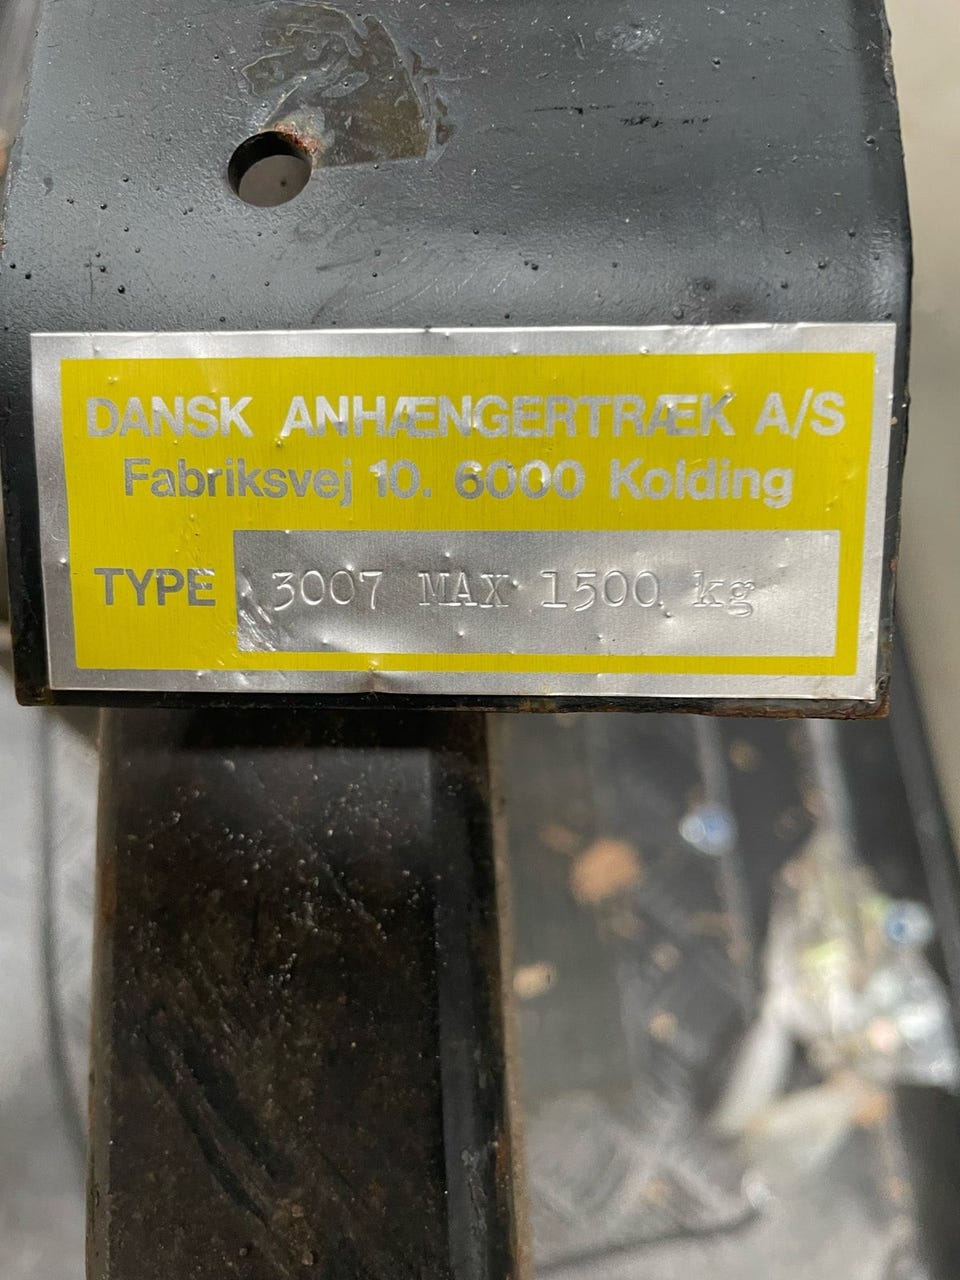 DANSK ANHÆNGERTRÆK A/S
Fabriksvej 10. 6000 Kolding
TYPE 3007 MAX 1500 kg